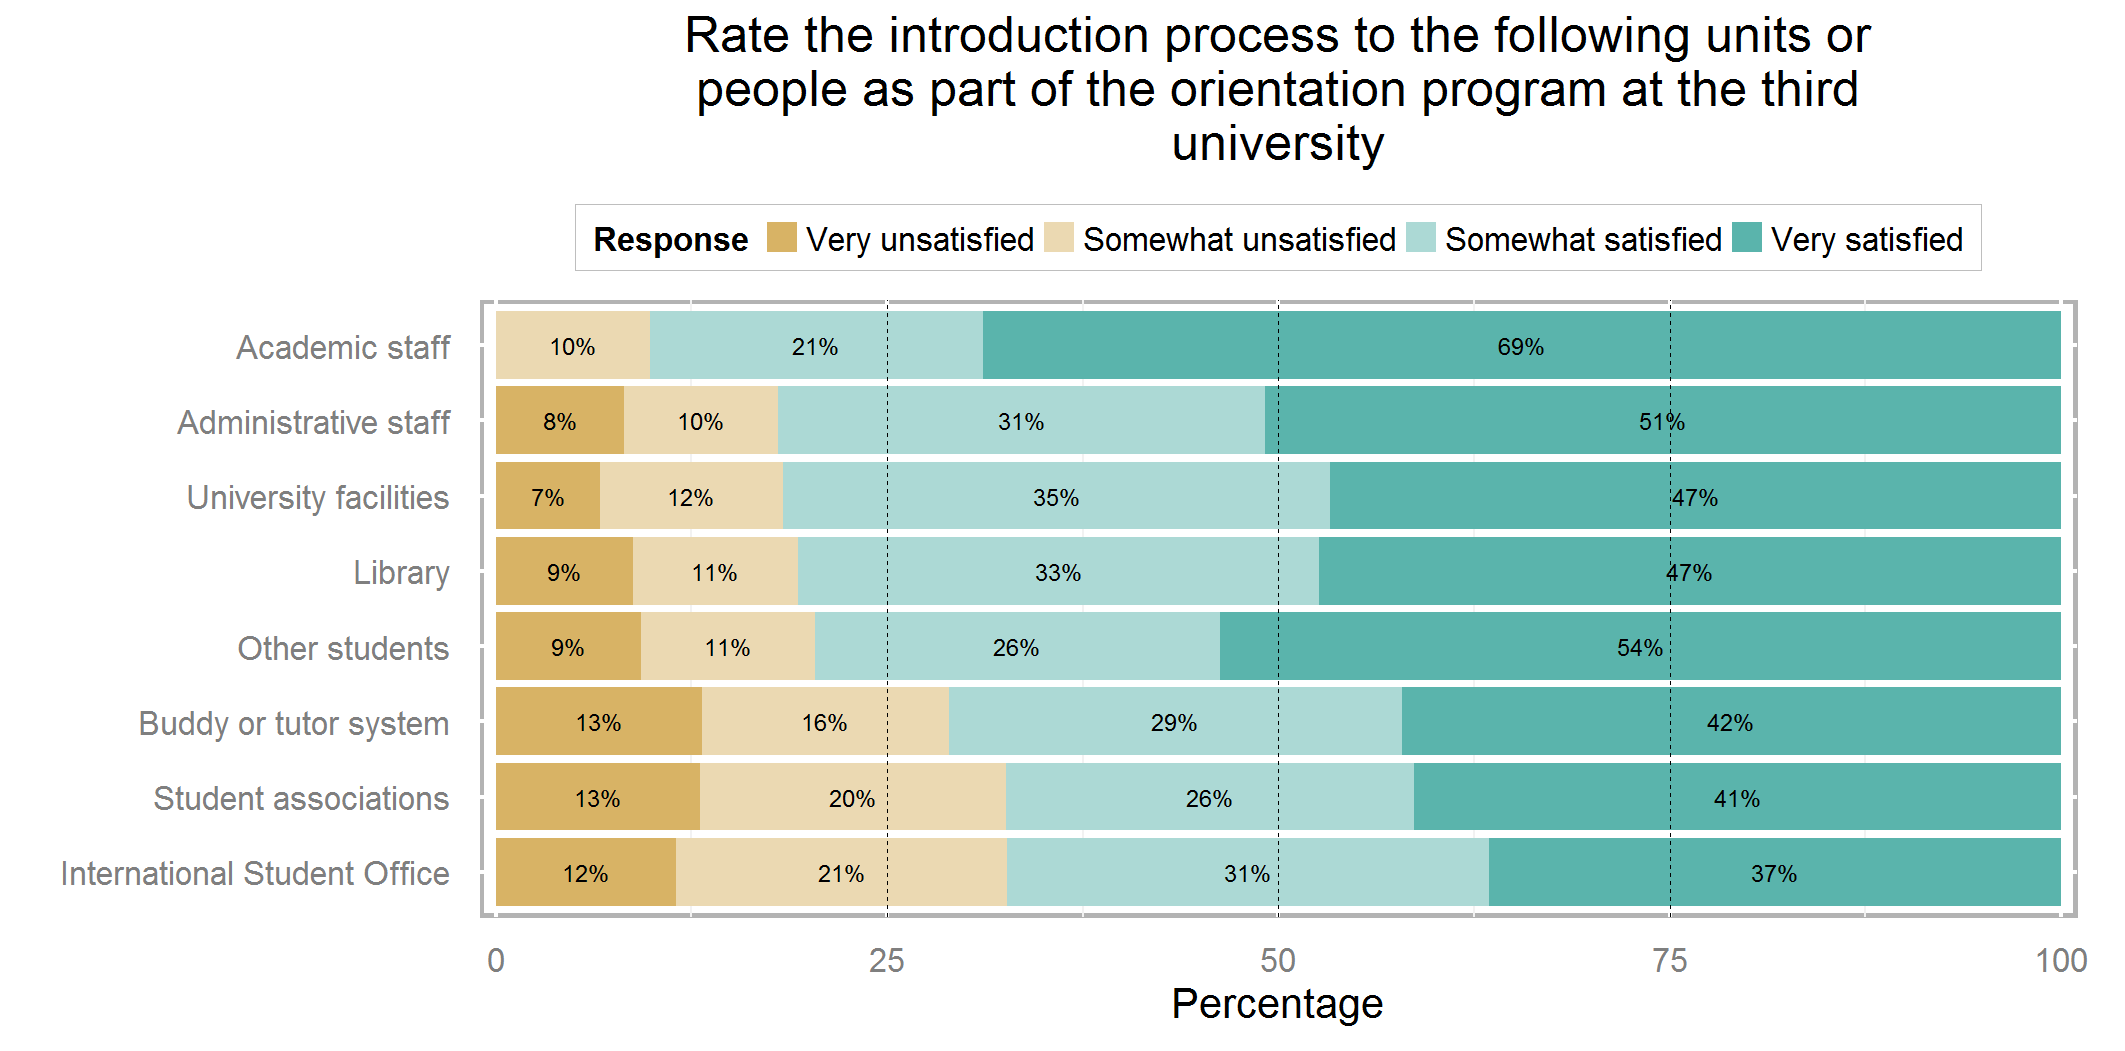 Rate the introduction process to the following units or
people as part of the orientation program at the third
university
Response Very unsatisfied Somewhat unsatisfied Somewhat satisfied Very satisfied
Academic staff 10% 21% 69%
Administrative staff 8% 10% 31% 51%
University facilities 7% 12% 35% 47%
Library 9% 11% 33% 47%
Other students 9% 11% 26% 54%
Buddy or tutor system 13% 16% 29% 42%
Student associations 13% 20% 26% 41%
International Student Office 12% 21% 31% 37%
0 25 50 75 100
Percentage